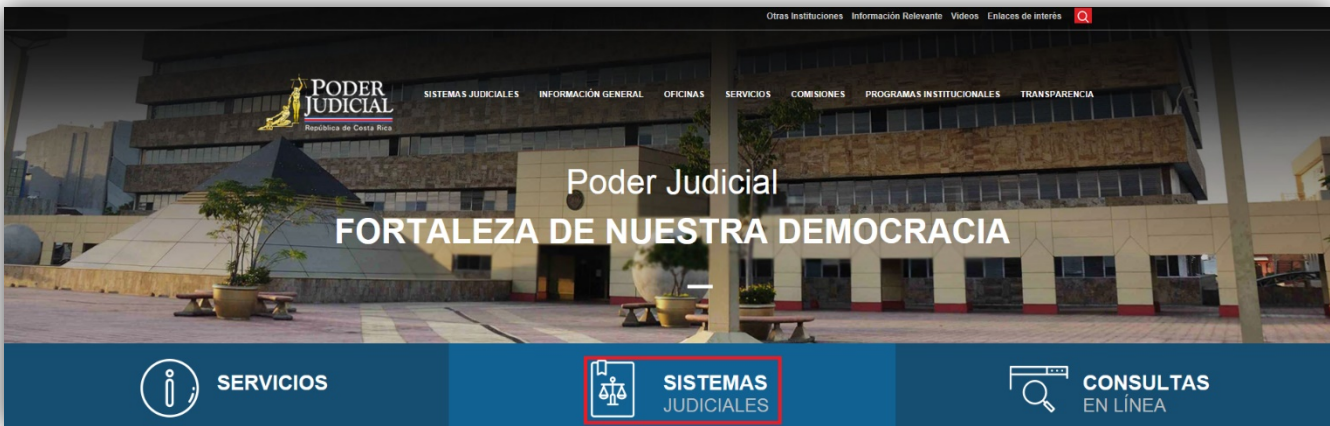 Otras Instituciones Información Relevante Videos Enlaces de interés
PODER
JUDICIAL
República de Costa Rica
SISTEMAS JUDICIALES INFORMACIÓN GENERAL OFICINAS SERVICIOS COMISIONES PROGRAMAS INSTITUCIONALES TRANSPARENCIA
Poder Judicial
FORTALEZA DE NUESTRA DEMOCRACIA
SERVICIOS
SISTEMAS
JUDICIALES
CONSULTAS
EN LÍNEA